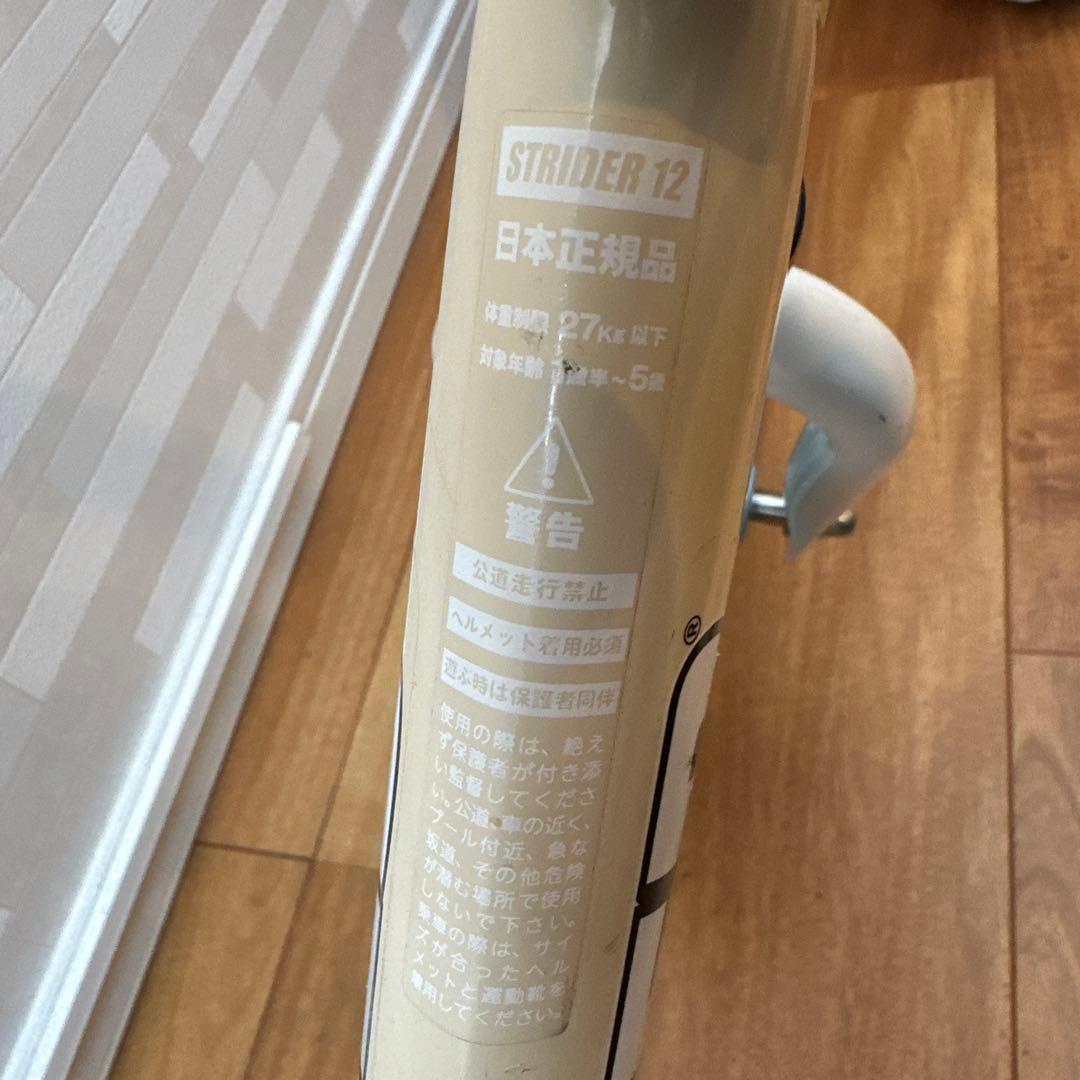 STRIDER 12
日本正規品
体重制限 27Kg 以下
対象年齢 歳半～5歳
警告
公道走行禁止
ヘルメット着用必須
遊ぶ時は保護者同伴
使用の際は、絶え
ず保護者が付き添
い監督してくださ
い。公道、車の近く、
プール付近、急な
坂道、その他危険
が潜む場所で使用
しないで下さい。
乗車の際は、サイ
ズが合ったヘル
メットと運動靴を
着用してください。
®